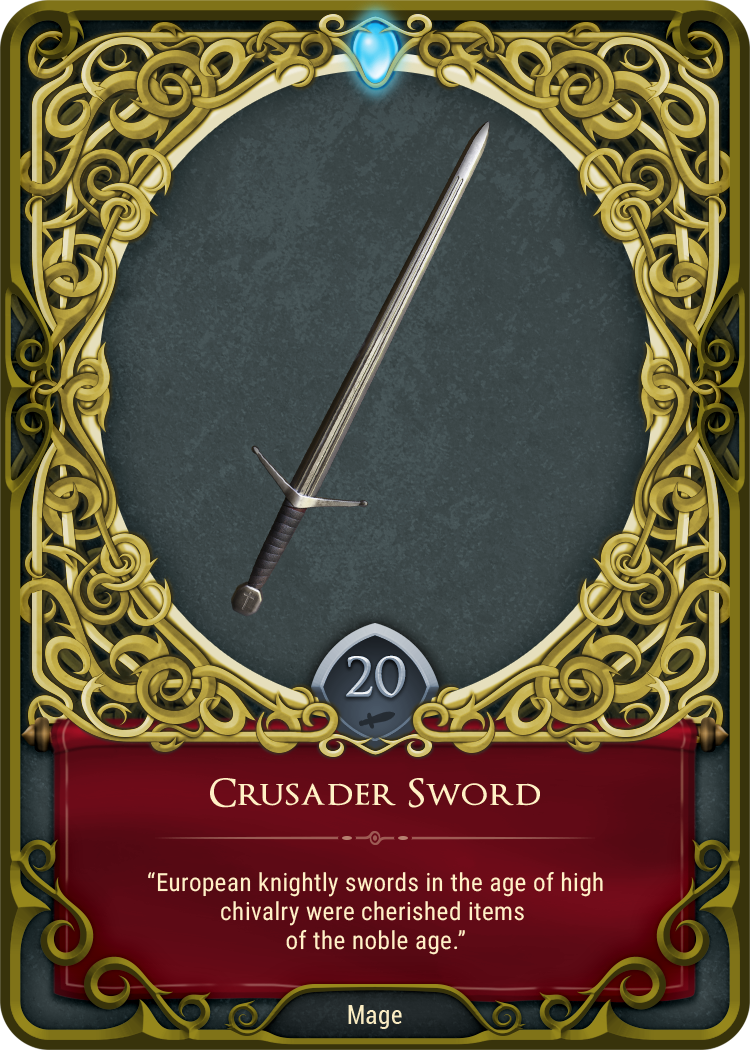 20
Crusader Sword
“European knightly swords in the age of high
chivalry were cherished items
of the noble age.”
Mage